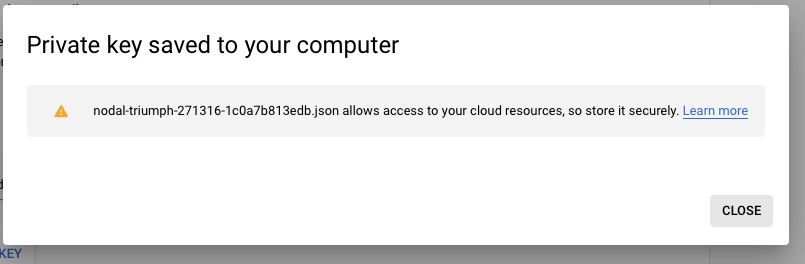 Private key saved to your computer
nodal-triumph-271316-1c0a7b813edb.json allows access to your cloud resources, so store it securely. Learn more
CLOSE
KEY